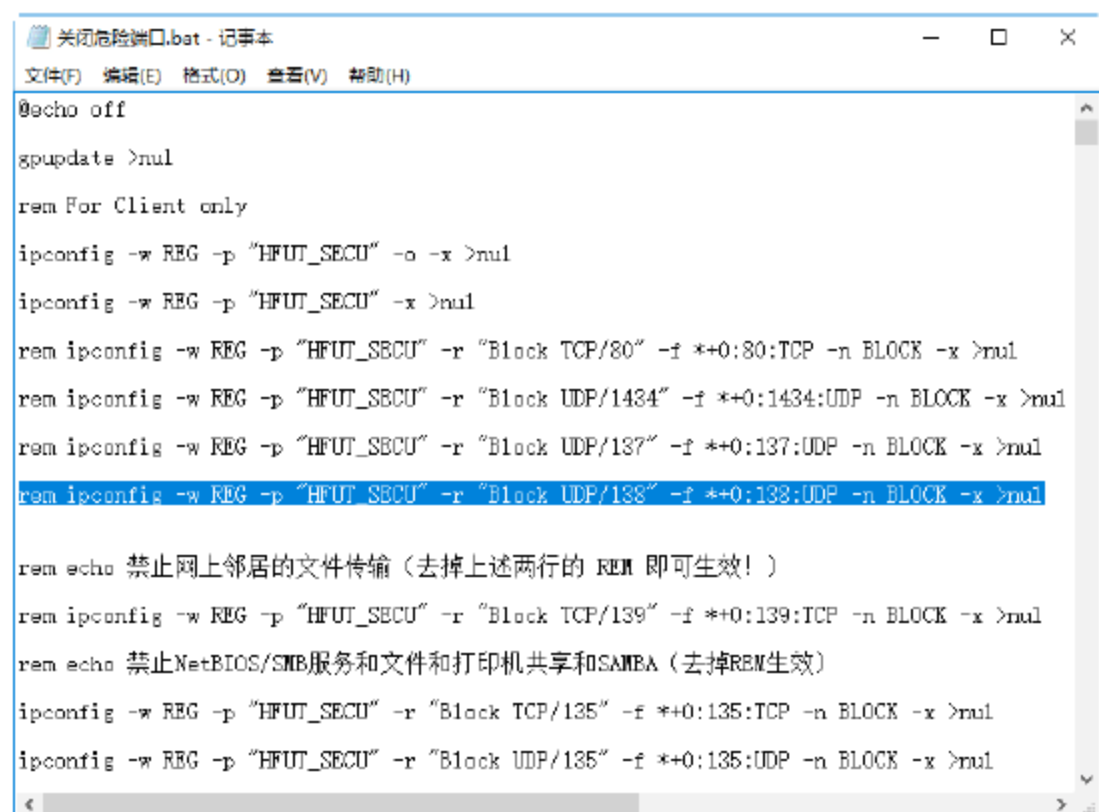 关闭危险端口.bat - 记事本
文件(F) 编辑(E) 格式(O) 查看(V) 帮助(H)
@echo off
gpupdate >nul
rem For Client only
ipconfig -w REG -p "HFUT_SECU" -o -x >nul
ipconfig -w REG -p "HFUT_SECU" -x >nul
rem ipconfig -w REG -p "HFUT_SECU" -r "Block TCP/80" -f *+0:80:TCP -n BLOCK -x >nul
rem ipconfig -w REG -p "HFUT_SECU" -r "Block UDP/1434" -f *+0:1434:UDP -n BLOCK -x >nul
rem ipconfig -w REG -p "HFUT_SECU" -r "Block UDP/137" -f *+0:137:UDP -n BLOCK -x >nul
rem ipconfig -w REG -p "HFUT_SECU" -r "Block UDP/138" -f *+0:138:UDP -n BLOCK -x >nul
rem echo 禁止网上邻居的文件传输（去掉上述两行的 REM 即可生效！）
rem ipconfig -w REG -p "HFUT_SECU" -r "Block TCP/139" -f *+0:139:TCP -n BLOCK -x >nul
rem echo 禁止NetBIOS/SMB服务和文件和打印机共享和SAMBA（去掉REM生效）
ipconfig -w REG -p "HFUT_SECU" -r "Block TCP/135" -f *+0:135:TCP -n BLOCK -x >nul
ipconfig -w REG -p "HFUT_SECU" -r "Block UDP/135" -f *+0:135:UDP -n BLOCK -x >nul